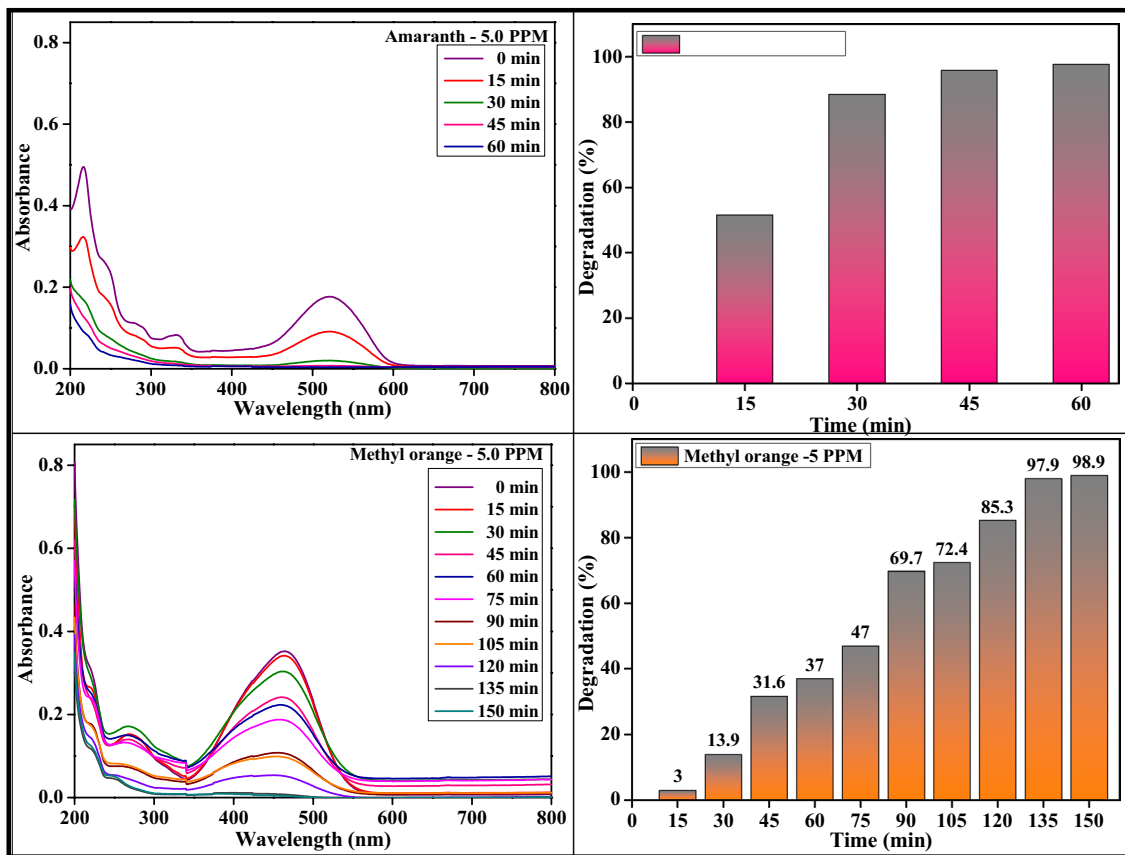 Amaranth - 5.0 PPM
0 min
15 min
30 min
45 min
60 min
0.8
0.6
0.4
0.2
0.0
Absorbance
200 300 400 500 600 700 800
Wavelength (nm)
100
80
60
40
20
0
Degradation (%)
0 15 30 45 60
Time (min)
Methyl orange - 5.0 PPM
0 min
15 min
30 min
45 min
60 min
75 min
90 min
105 min
120 min
135 min
150 min
0.8
0.6
0.4
0.2
0.0
Absorbance
200 300 400 500 600 700 800
Wavelength (nm)
Methyl orange -5 PPM
100
80
60
40
20
0
Degradation (%)
3 13.9 31.6 37 47 69.7 72.4 85.3 97.9 98.9
0 15 30 45 60 75 90 105 120 135 150
Time (min)